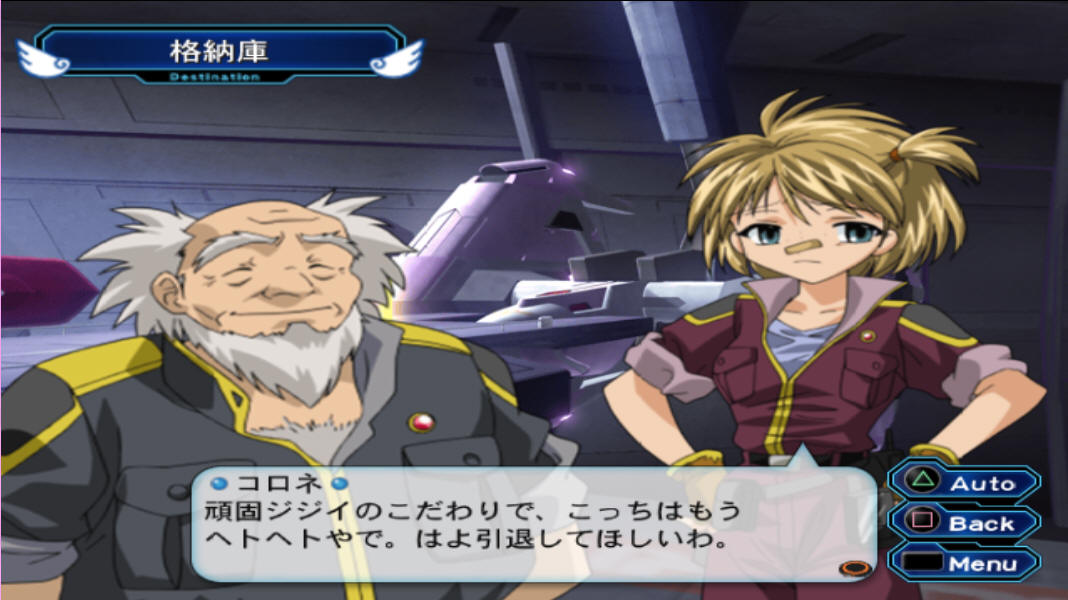 格納庫
Destination
コロネ
頑固ジジイのこだわりで、こっちはもう
ヘトヘトやで。はよ引退してほしいわ。
Auto
Back
Menu